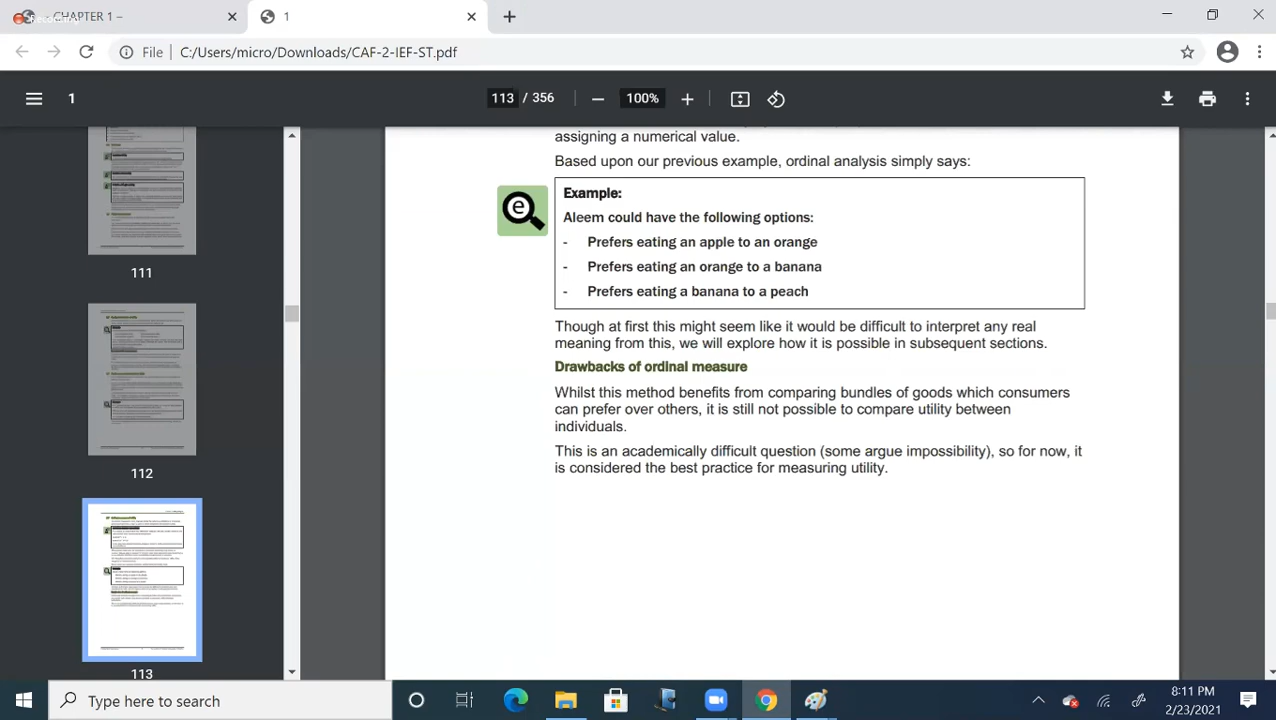 CHAPTER 1 –
1
File
C:/Users/micro/Downloads/CAF-2-IEF-ST.pdf
1
113 / 356
100%
111
112
113
assigning a numerical value.
Based upon our previous example, ordinal analysis simply says:
Example:
Aleem could have the following options:
- Prefers eating an apple to an orange
- Prefers eating an orange to a banana
- Prefers eating a banana to a peach
Though at first this might seem like it would be difficult to interpret any real
meaning from this, we will explore how it is possible in subsequent sections.
Drawbacks of ordinal measure
Whilst this method benefits from comparing bundles of goods which consumers
can prefer over others, it is still not possible to compare utility between
individuals.
This is an academically difficult question (some argue impossibility), so for now, it
is considered the best practice for measuring utility.
Type here to search
8:11 PM
2/23/2021